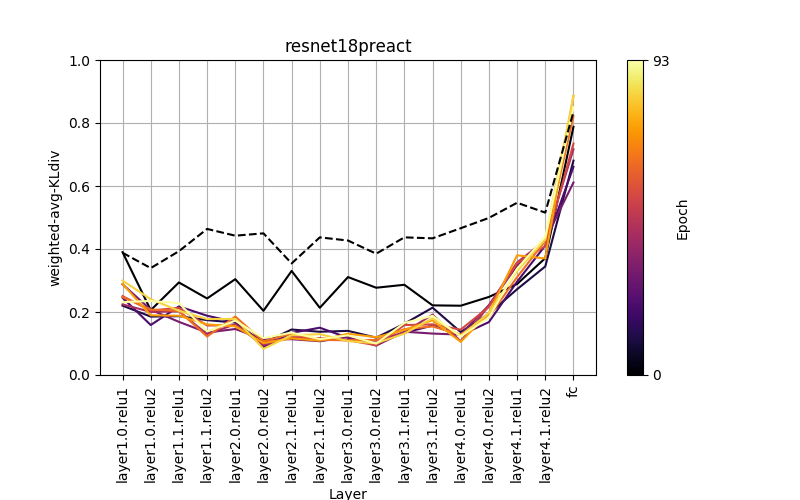 resnet18preact
1.0
0.8
0.6
0.4
0.2
0.0
weighted-avg-KLdiv
layer1.0.relu1
layer1.0.relu2
layer1.1.relu1
layer1.1.relu2
layer2.0.relu1
layer2.0.relu2
layer2.1.relu1
layer2.1.relu2
layer3.0.relu1
layer3.0.relu2
layer3.1.relu1
layer3.1.relu2
layer4.0.relu1
layer4.0.relu2
layer4.1.relu1
layer4.1.relu2
fc
Layer
93
0
Epoch